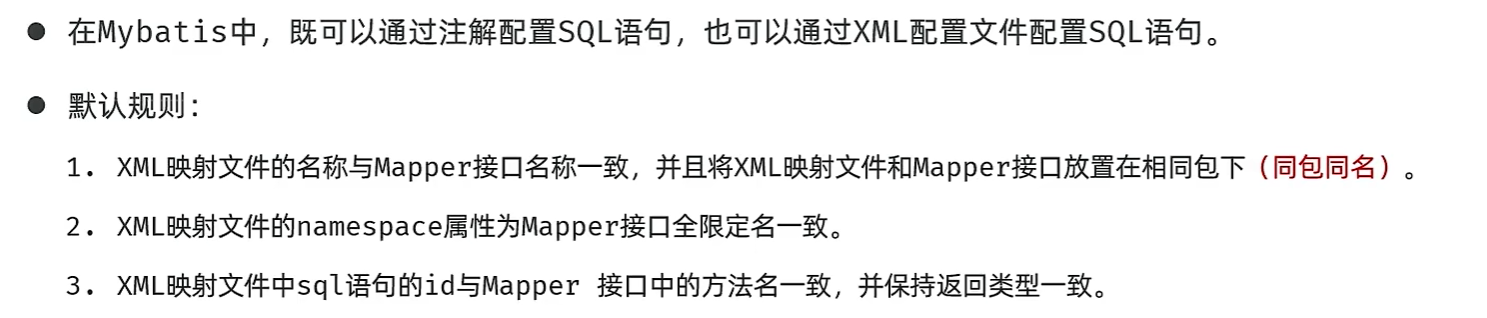 ● 在Mybatis中，既可以通过注解配置SQL语句，也可以通过XML配置文件配置SQL语句。
● 默认规则：
1. XML映射文件的名称与Mapper接口名称一致，并且将XML映射文件和Mapper接口放置在相同包下（同包同名）。
2. XML映射文件的namespace属性为Mapper接口全限定名一致。
3. XML映射文件中sql语句的id与Mapper 接口中的方法名一致，并保持返回类型一致。